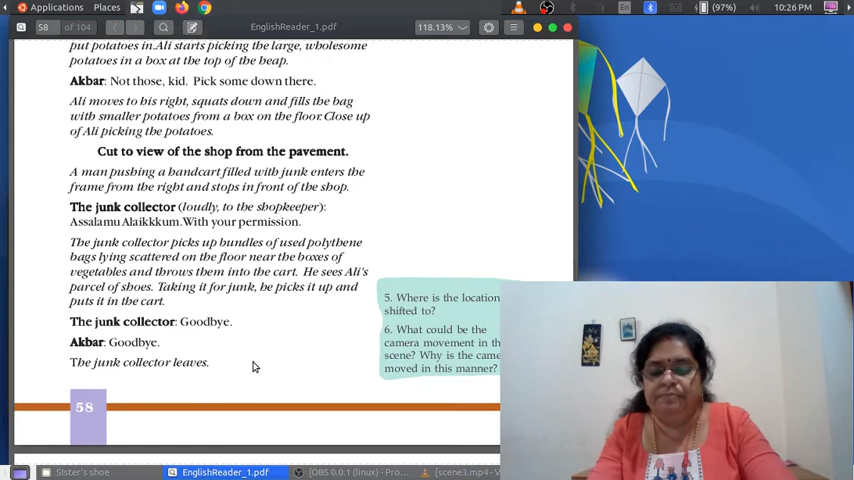 Applications
Places
En
(97%)
10:26 PM
58
of 104
EnglishReader_1.pdf
118.13%
put potatoes in.Ali starts picking the large, wholesome
potatoes in a box at the top of the heap.
Akbar: Not those, kid. Pick some down there.
Ali moves to his right, squats down and fills the bag
with smaller potatoes from a box on the floor. Close up
of Ali picking the potatoes.
Cut to view of the shop from the pavement.
A man pushing a handcart filled with junk enters the
frame from the right and stops in front of the shop.
The junk collector (loudly, to the shopkeeper):
Assalamu Alaikkkum.With your permission.
The junk collector picks up bundles of used polythene
bags lying scattered on the floor near the boxes of
vegetables and throws them into the cart. He sees Ali's
parcel of shoes. Taking it for junk, he picks it up and
puts it in the cart.
The junk collector: Goodbye.
Akbar: Goodbye.
The junk collector leaves.
58
5. Where is the location
shifted to?
6. What could be the
camera movement in th
scene? Why is the came
moved in this manner?
Sister's shoe
EnglishReader_1.pdf
[OBS 0.0.1 (linux) - Pro...
[scene3.mp4 - V